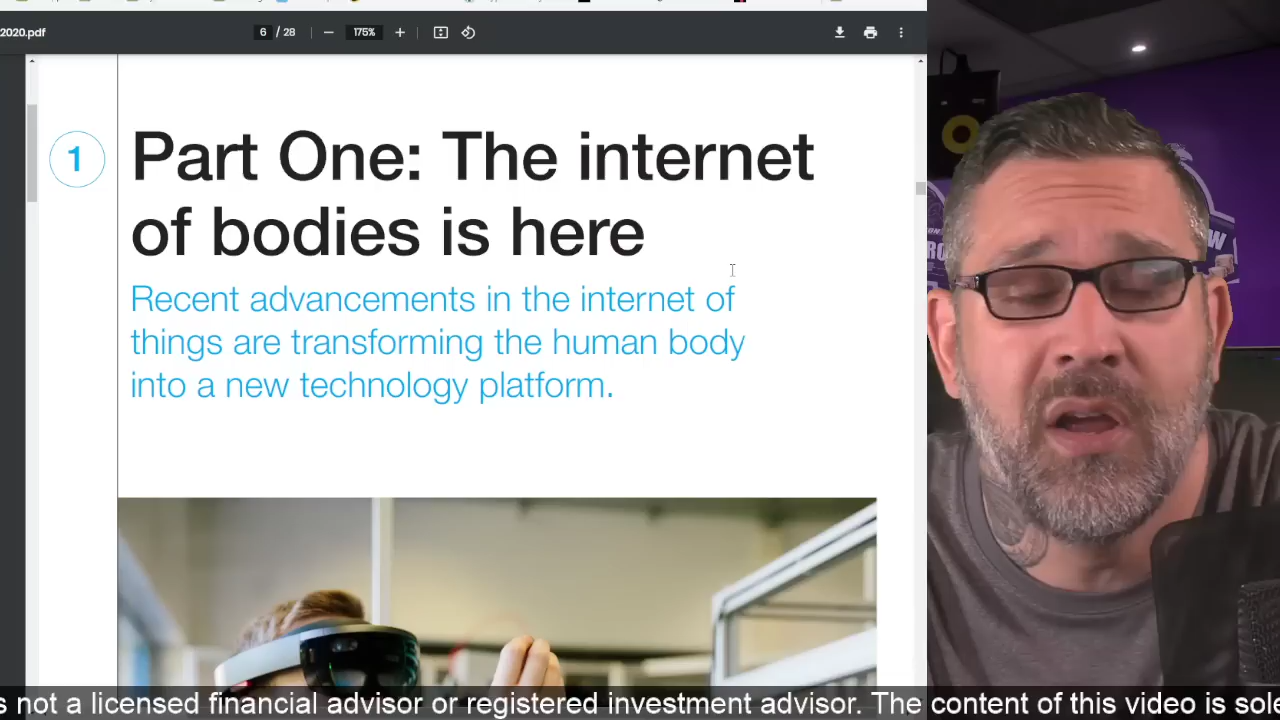 2020.pdf
6 / 28
175%
1
Part One: The internet
of bodies is here
Recent advancements in the internet of
things are transforming the human body
into a new technology platform.
s not a licensed financial advisor or registered investment advisor. The content of this video is sole